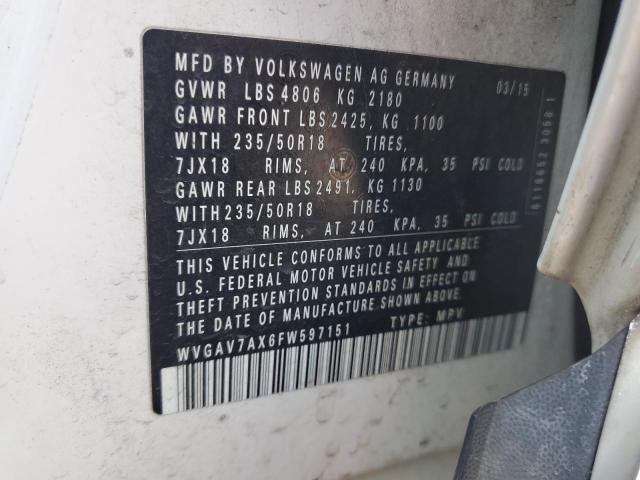 MFD BY VOLKSWAGEN AG GERMANY 03/15
GVWR LBS 4806 KG 2180
GAWR FRONT LBS 2425, KG 1100
WITH 235/50R18 TIRES,
7JX18 RIMS, AT 240 KPA, 35 PSI COLD
GAWR REAR LBS 2491, KG 1130
WITH 235/50R18 TIRES,
7JX18 RIMS, AT 240 KPA, 35 PSI COLD
THIS VEHICLE CONFORMS TO ALL APPLICABLE
U.S. FEDERAL MOTOR VEHICLE SAFETY AND
THEFT PREVENTION STANDARDS IN EFFECT ON
THE DATE OF MANUFACTURE SHOWN ABOVE.
WVGAV7AX6FW597151 TYPE: MPV